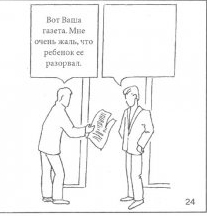 Вот Ваша
газета. Мне
очень жаль, что
ребенок ее
разорвал.
24